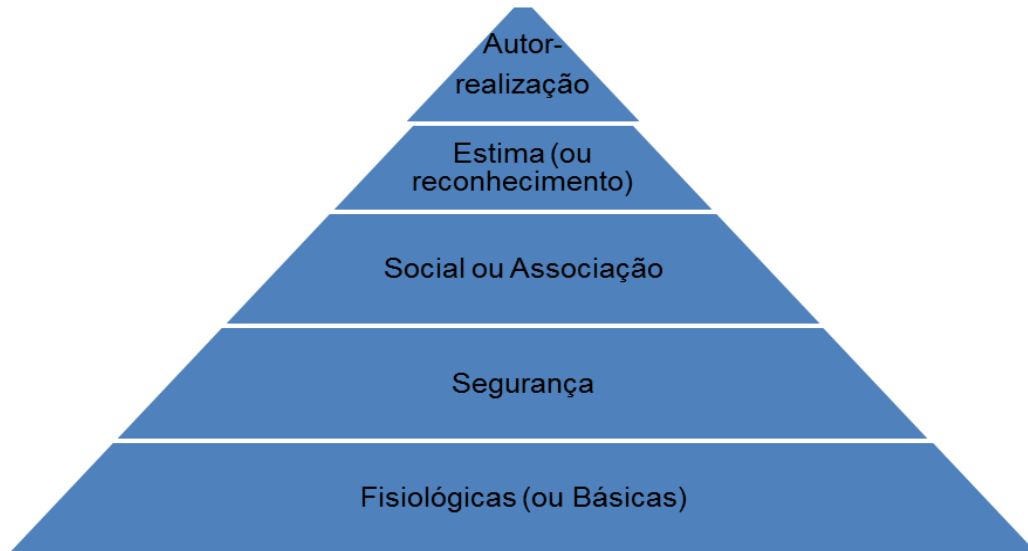 Autor-
realização
Estima (ou
reconhecimento)
Social ou Associação
Segurança
Fisiológicas (ou Básicas)